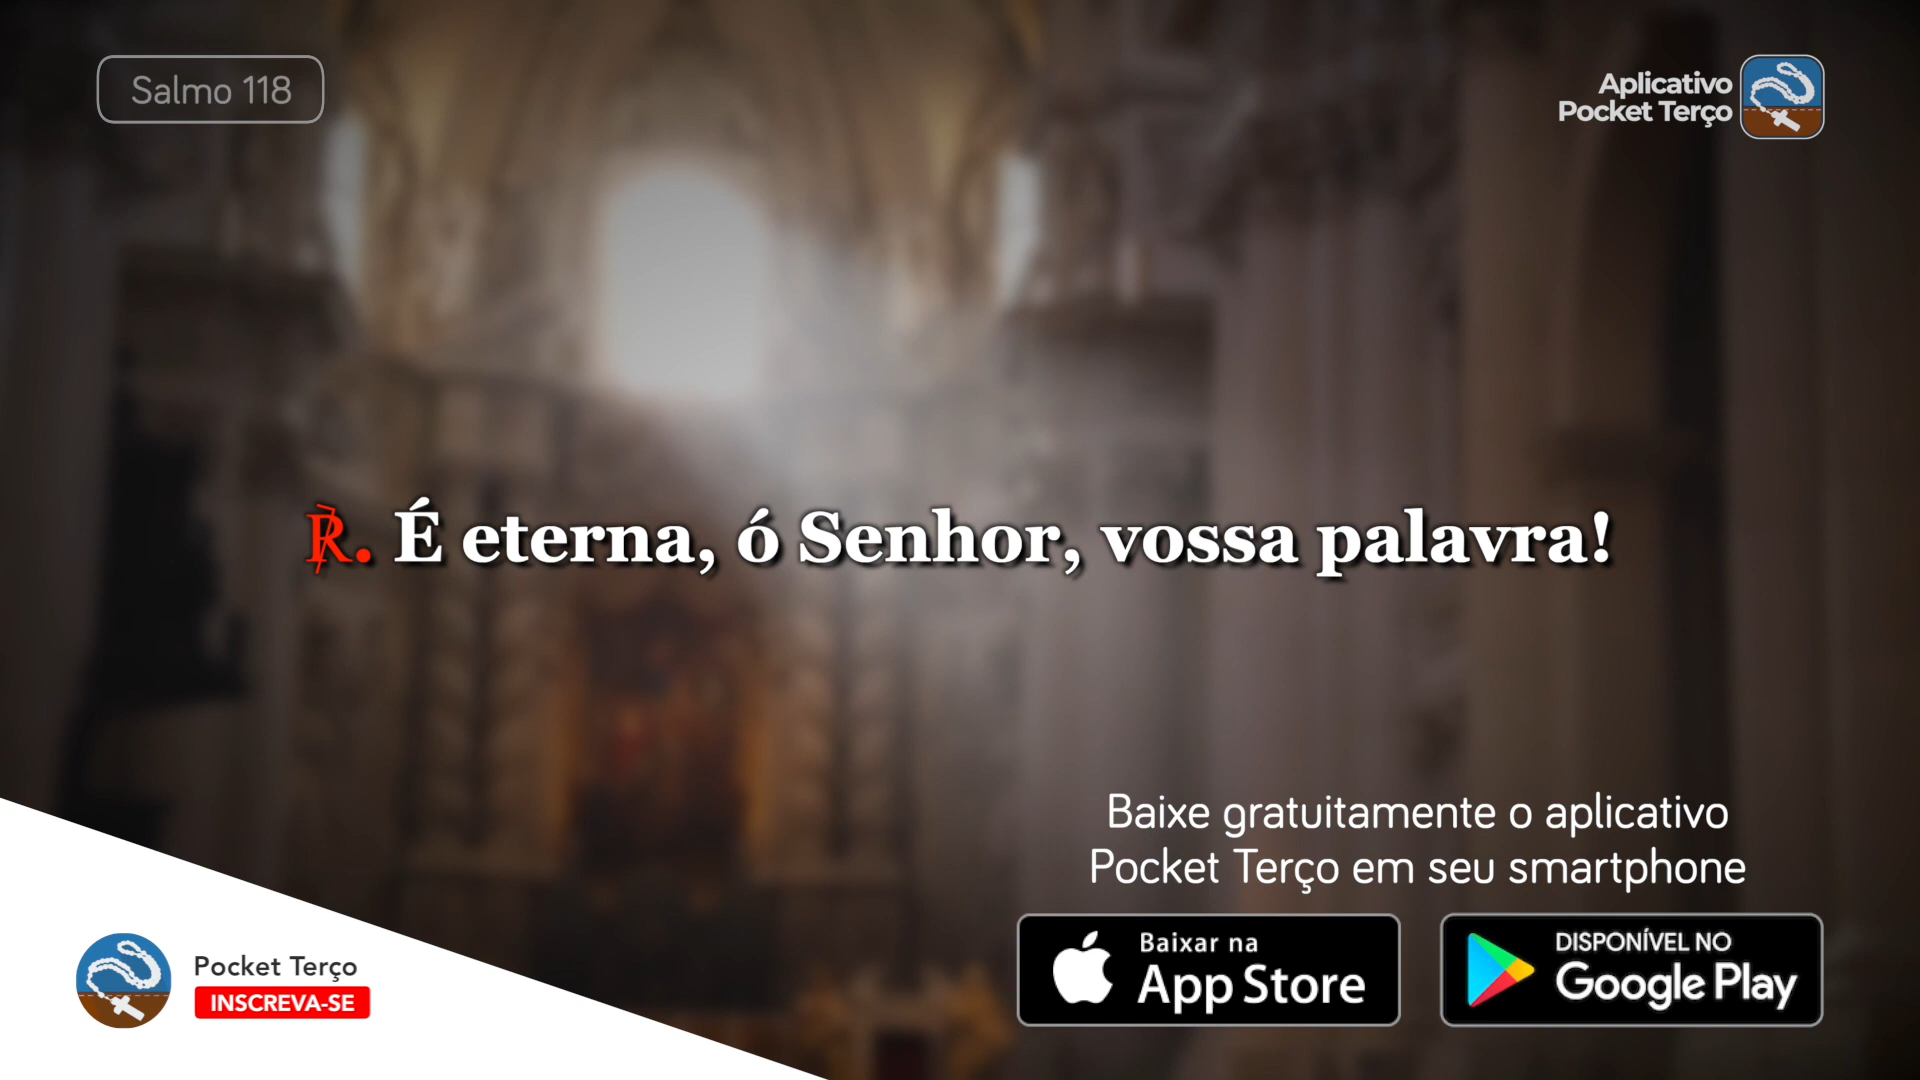 Salmo 118
Aplicativo
Pocket Terço
℟. É eterna, ó Senhor, vossa palavra!
Baixe gratuitamente o aplicativo
Pocket Terço em seu smartphone
Baixar na
App Store
DISPONÍVEL NO
Google Play
Pocket Terço
INSCREVA-SE